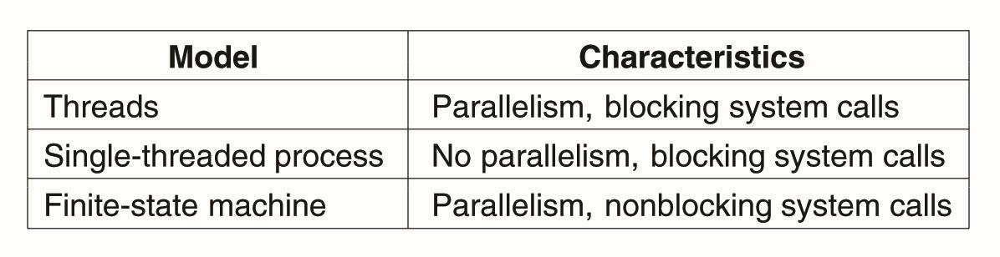 Model Characteristics
Threads Parallelism, blocking system calls
Single-threaded process No parallelism, blocking system calls
Finite-state machine Parallelism, nonblocking system calls